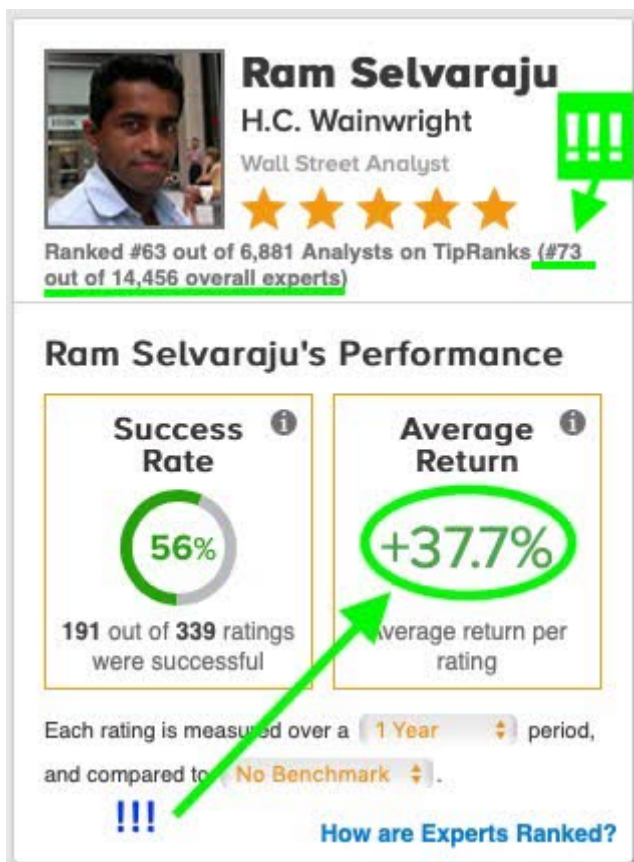 Ram Selvaraju
H.C. Wainwright
Wall Street Analyst
!!!
Ranked #63 out of 6,881 Analysts on TipRanks (#73
out of 14,456 overall experts)
Ram Selvaraju's Performance
Success
Rate
i
56%
191 out of 339 ratings
were successful
Average
Return
i
+37.7%
Average return per
rating
Each rating is measured over a 1 Year period,
and compared to No Benchmark.
!!!
How are Experts Ranked?